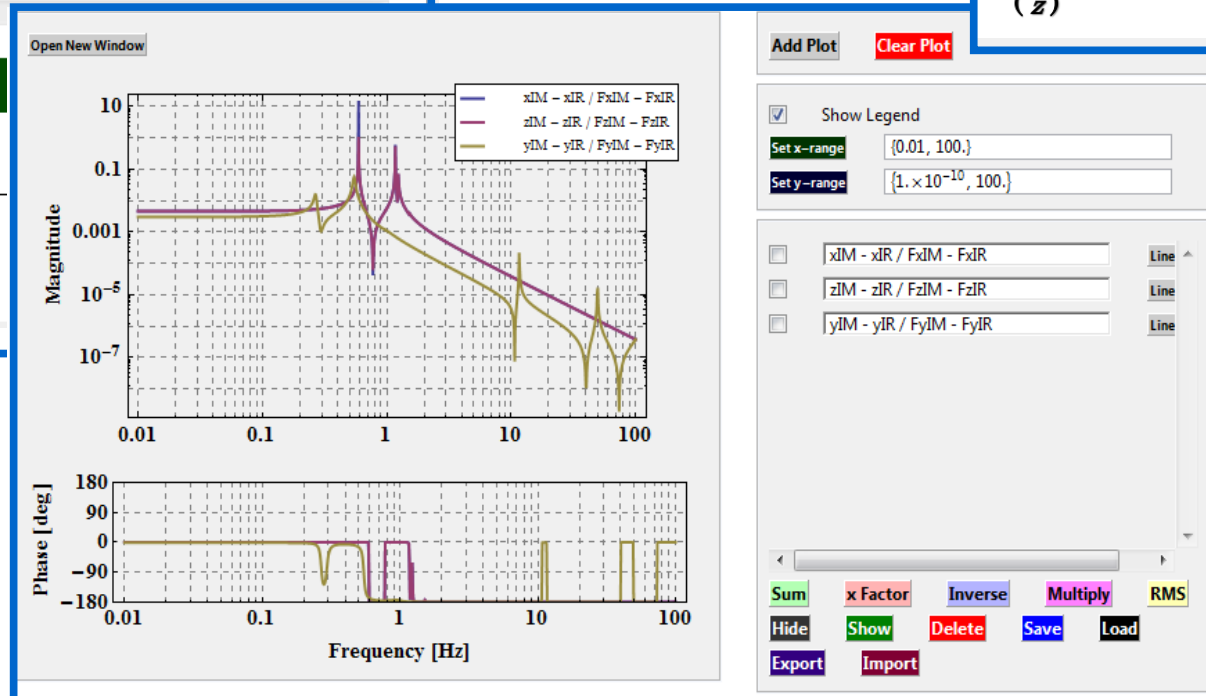 (z)
Open New Window
Add Plot Clear Plot
xIM – xIR / FxIM – FxIR
zIM – zIR / FzIM – FzIR
yIM – yIR / FyIM – FyIR
10
0.1
0.001
10⁻⁵
10⁻⁷
Magnitude
0.01 0.1 1 10 100
180
90
0
−90
−180
Phase [deg]
0.01 0.1 1 10 100
Frequency [Hz]
Show Legend
Set x–range {0.01, 100.}
Set y–range {1.×10⁻¹⁰, 100.}
xIM - xIR / FxIM - FxIR Line
zIM - zIR / FzIM - FzIR Line
yIM - yIR / FyIM - FyIR Line
Sum x Factor Inverse Multiply RMS
Hide Show Delete Save Load
Export Import